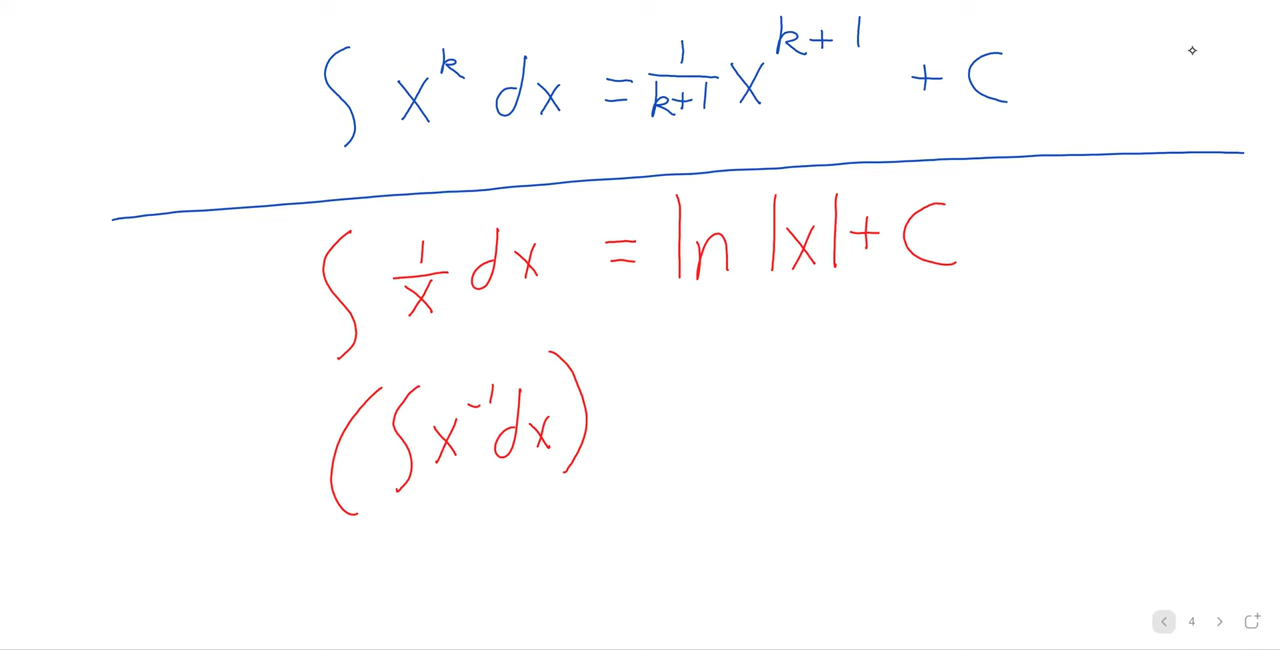 ∫ x^k dx = 1/(k+1) x^(k+1) + C
∫ 1/x dx = ln |x| + C
(∫ x^-1 dx)
4